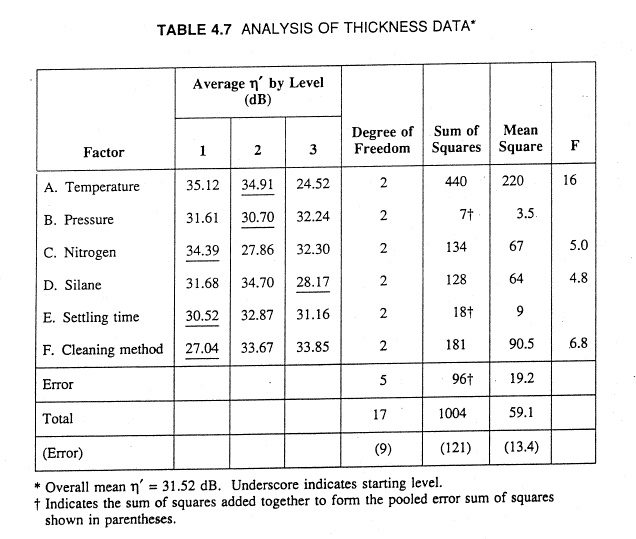 TABLE 4.7 ANALYSIS OF THICKNESS DATA*
Average η′ by Level
(dB)
Factor 1 2 3 Degree of Freedom Sum of Squares Mean Square F
A. Temperature 35.12 34.91 24.52 2 440 220 16
B. Pressure 31.61 30.70 32.24 2 7† 3.5
C. Nitrogen 34.39 27.86 32.30 2 134 67 5.0
D. Silane 31.68 34.70 28.17 2 128 64 4.8
E. Settling time 30.52 32.87 31.16 2 18† 9
F. Cleaning method 27.04 33.67 33.85 2 181 90.5 6.8
Error 5 96† 19.2
Total 17 1004 59.1
(Error) (9) (121) (13.4)
* Overall mean η′ = 31.52 dB. Underscore indicates starting level.
† Indicates the sum of squares added together to form the pooled error sum of squares
shown in parentheses.